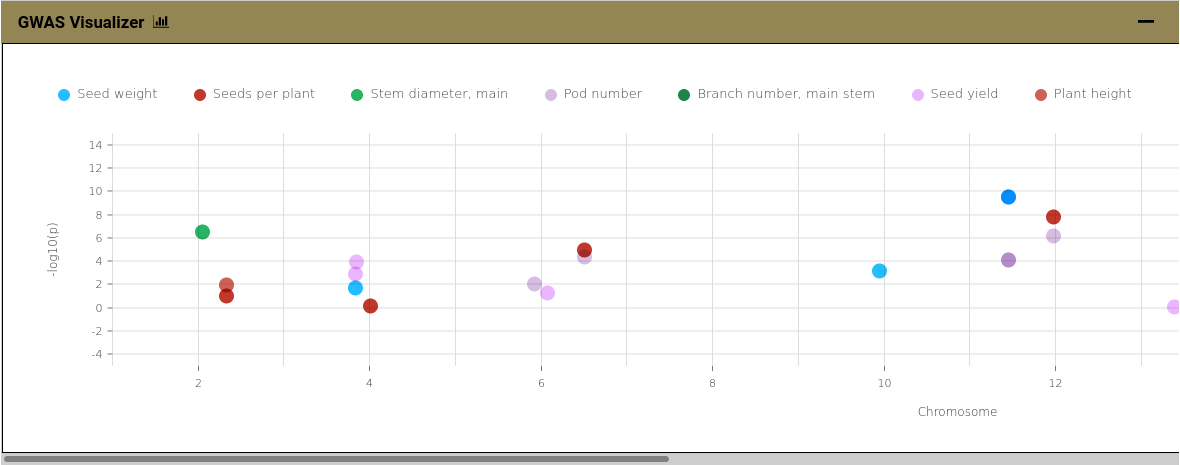 GWAS Visualizer
Seed weight Seeds per plant Stem diameter, main Pod number Branch number, main stem Seed yield Plant height
14
12
10
8
6
4
2
0
-2
-4
-log10(p)
2 4 6 8 10 12
Chromosome